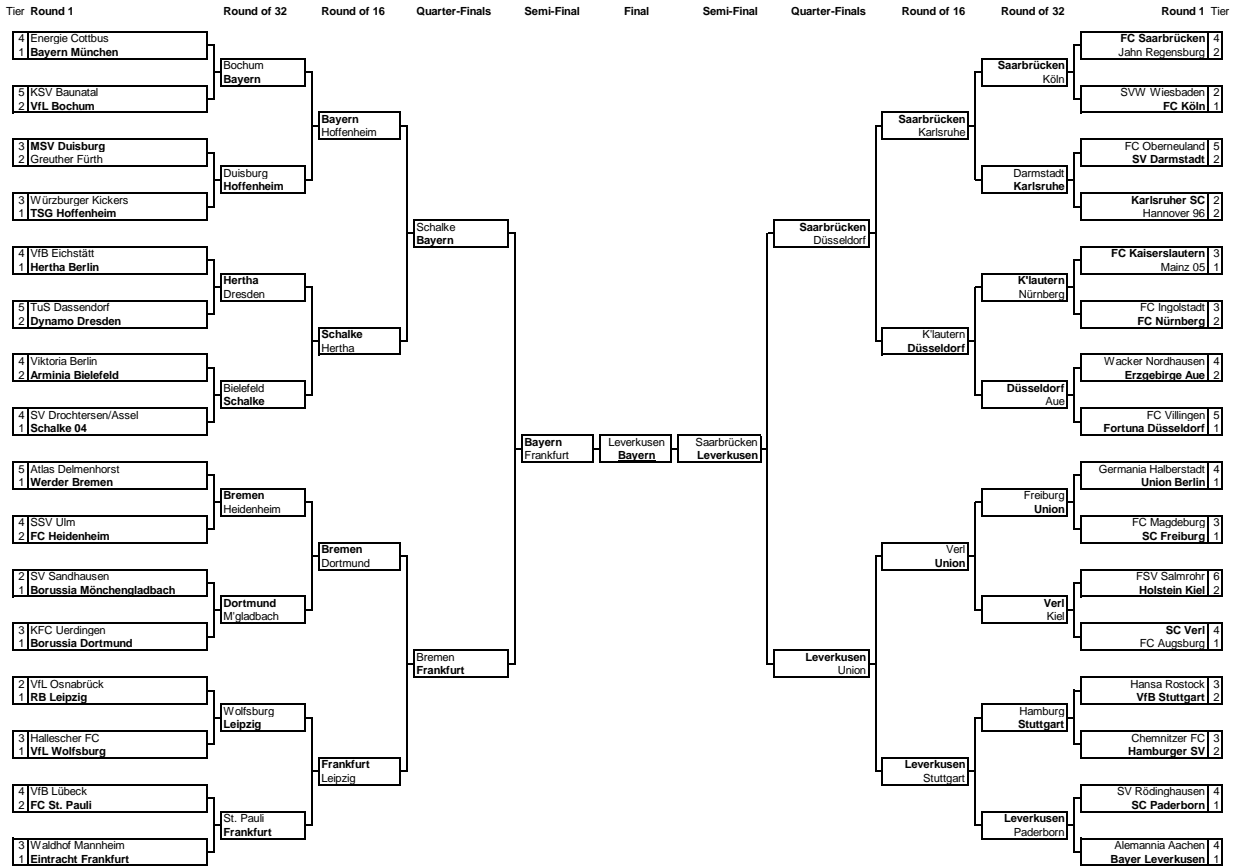 Tier Round 1 Round of 32 Round of 16 Quarter-Finals Semi-Final Final Semi-Final Quarter-Finals Round of 16 Round of 32 Round 1 Tier
4 Energie Cottbus
1 Bayern München
5 KSV Baunatal
2 VfL Bochum
3 MSV Duisburg
2 Greuther Fürth
3 Würzburger Kickers
1 TSG Hoffenheim
4 VfB Eichstätt
1 Hertha Berlin
5 TuS Dassendorf
2 Dynamo Dresden
4 Viktoria Berlin
2 Arminia Bielefeld
4 SV Drochtersen/Assel
1 Schalke 04
5 Atlas Delmenhorst
1 Werder Bremen
4 SSV Ulm
2 FC Heidenheim
2 SV Sandhausen
1 Borussia Mönchengladbach
3 KFC Uerdingen
1 Borussia Dortmund
2 VfL Osnabrück
1 RB Leipzig
3 Hallescher FC
1 VfL Wolfsburg
4 VfB Lübeck
2 FC St. Pauli
3 Waldhof Mannheim
1 Eintracht Frankfurt
Bochum
Bayern
Duisburg
Hoffenheim
Hertha
Dresden
Bielefeld
Schalke
Bremen
Heidenheim
Dortmund
M'gladbach
Wolfsburg
Leipzig
St. Pauli
Frankfurt
Bayern
Hoffenheim
Schalke
Hertha
Bremen
Dortmund
Frankfurt
Leipzig
Schalke
Bayern
Bremen
Frankfurt
Bayern
Frankfurt
Leverkusen
Bayern
Saarbrücken
Leverkusen
Saarbrücken
Düsseldorf
Leverkusen
Union
Saarbrücken
Karlsruhe
K'lautern
Düsseldorf
Verl
Union
Leverkusen
Stuttgart
Saarbrücken
Köln
Darmstadt
Karlsruhe
K'lautern
Nürnberg
Düsseldorf
Aue
Freiburg
Union
Verl
Kiel
Hamburg
Stuttgart
Leverkusen
Paderborn
FC Saarbrücken 4
Jahn Regensburg 2
SVW Wiesbaden 2
FC Köln 1
FC Oberneuland 5
SV Darmstadt 2
Karlsruher SC 2
Hannover 96 2
FC Kaiserslautern 3
Mainz 05 1
FC Ingolstadt 3
FC Nürnberg 2
Wacker Nordhausen 4
Erzgebirge Aue 2
FC Villingen 5
Fortuna Düsseldorf 1
Germania Halberstadt 4
Union Berlin 1
FC Magdeburg 3
SC Freiburg 1
FSV Salmrohr 6
Holstein Kiel 2
SC Verl 4
FC Augsburg 1
Hansa Rostock 3
VfB Stuttgart 2
Chemnitzer FC 3
Hamburger SV 2
SV Rödinghausen 4
SC Paderborn 1
Alemannia Aachen 4
Bayer Leverkusen 1